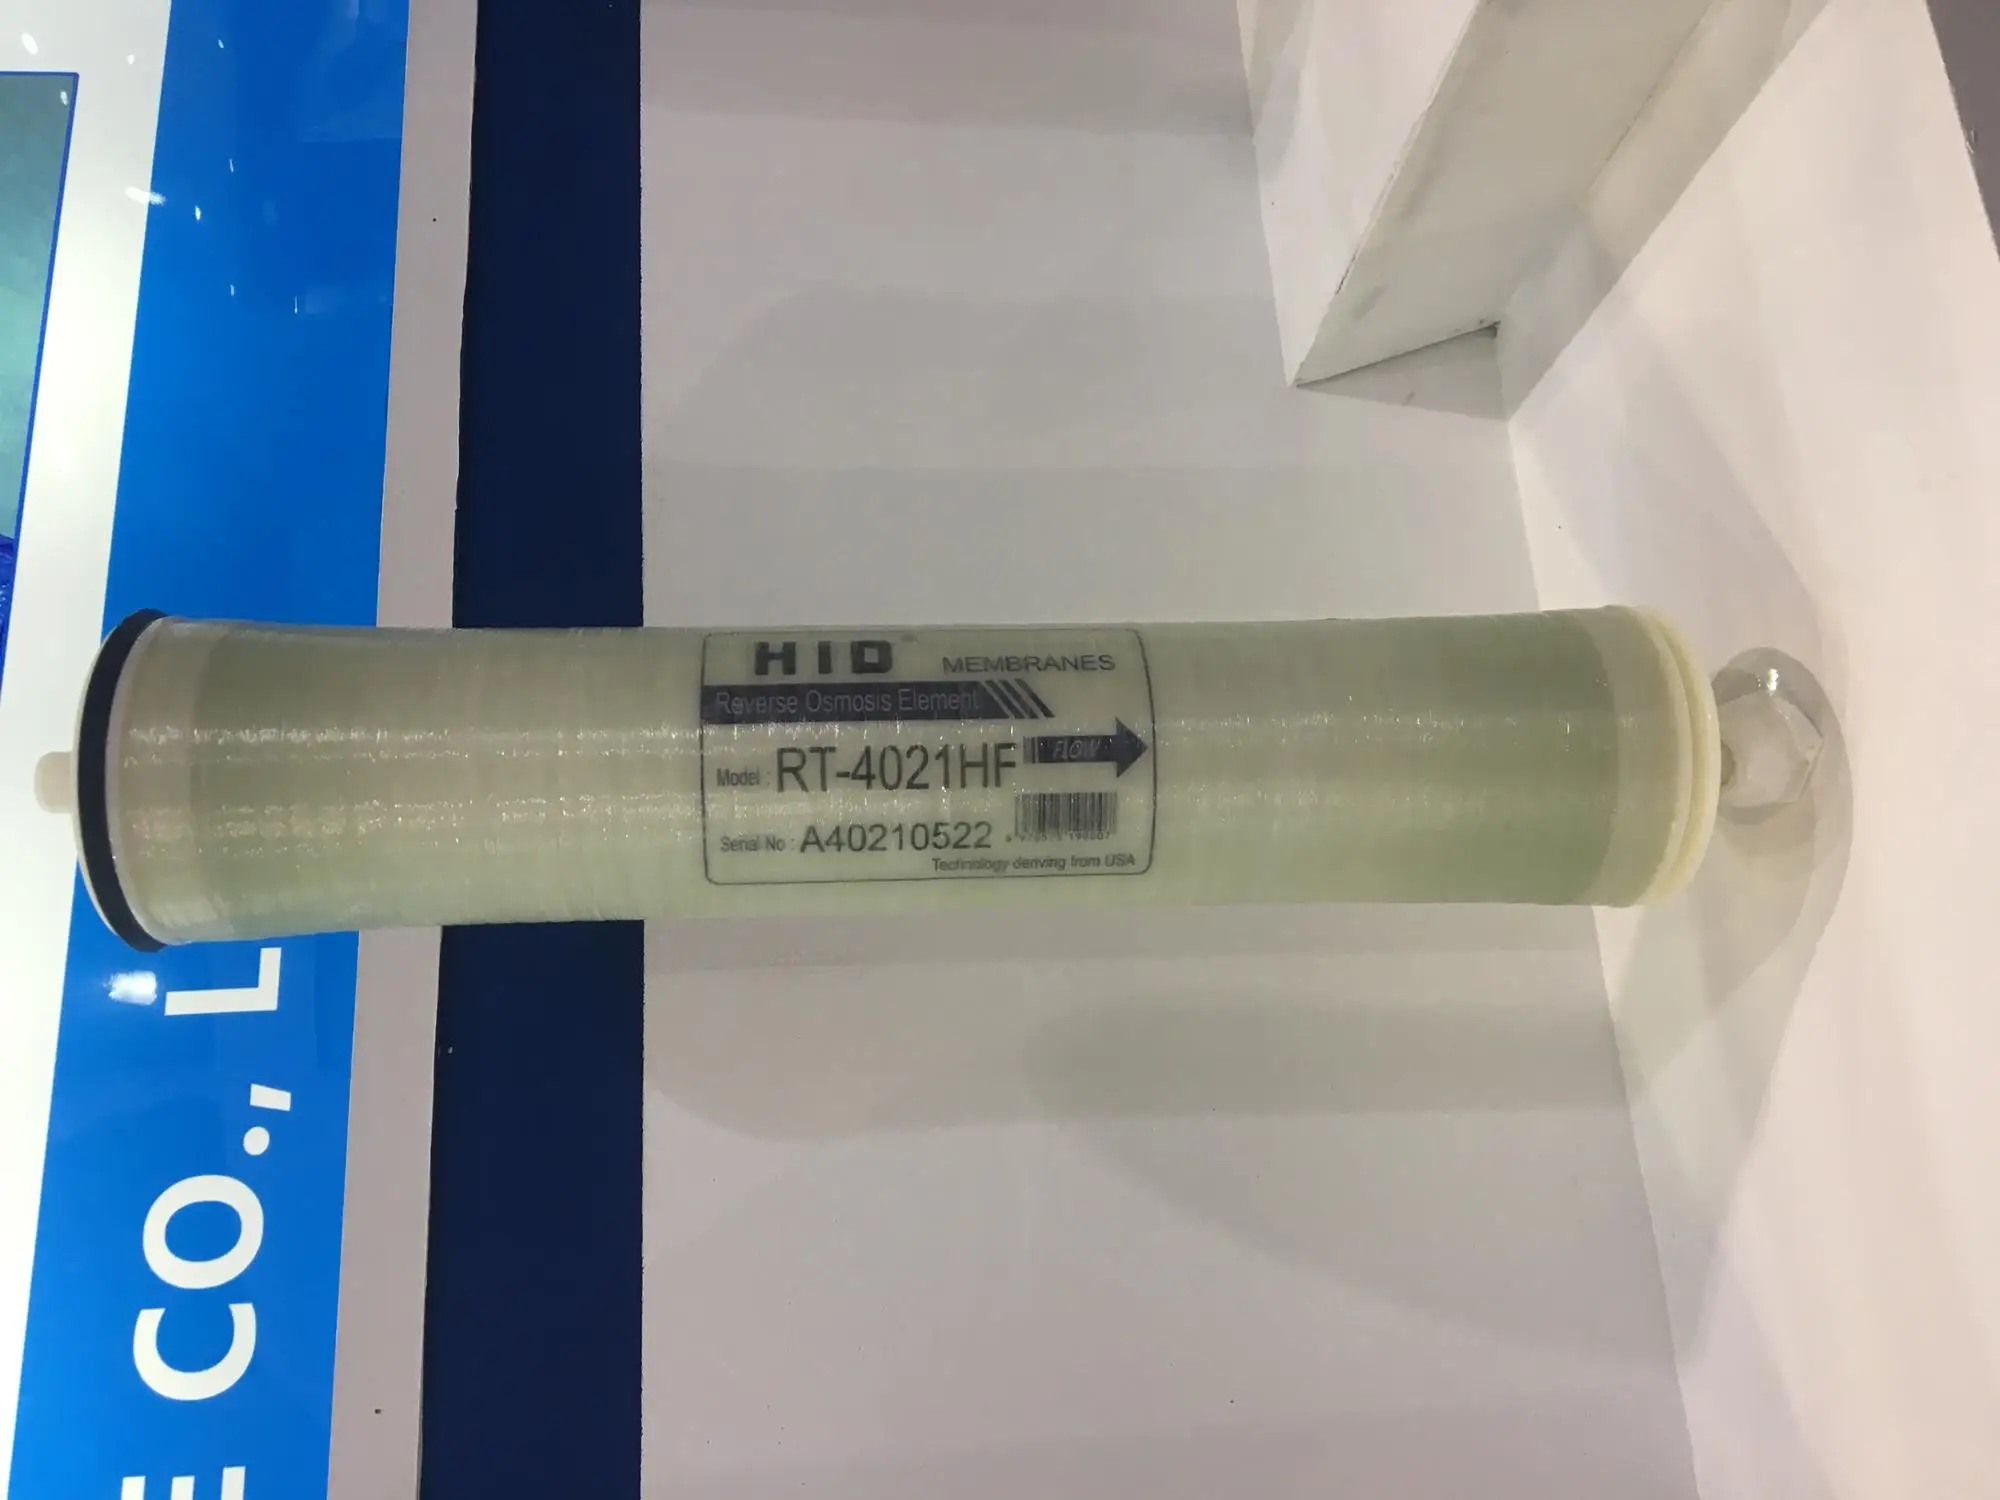 HID MEMBRANES
Reverse Osmosis Element
FLOW
Model : RT-4021HF
Serial No : A40210522
Technology deriving from USA
E CO., L